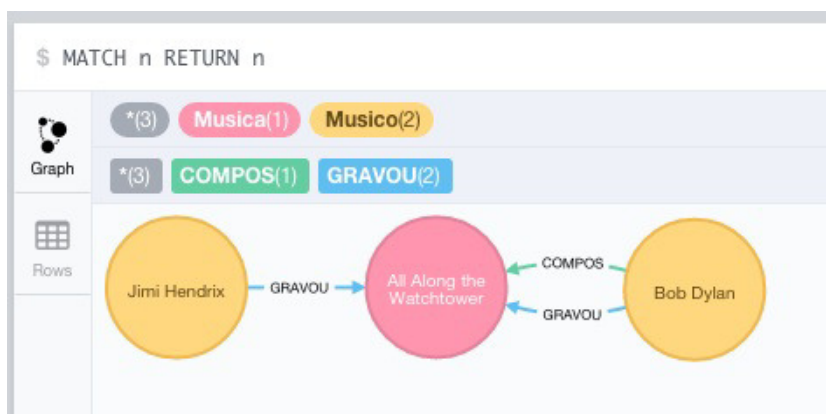 $ MATCH n RETURN n
*(3) Musica(1) Musico(2)
Graph
*(3) COMPOS(1) GRAVOU(2)
Rows
Jimi Hendrix
GRAVOU
All Along the
Watchtower
COMPOS
GRAVOU
Bob Dylan